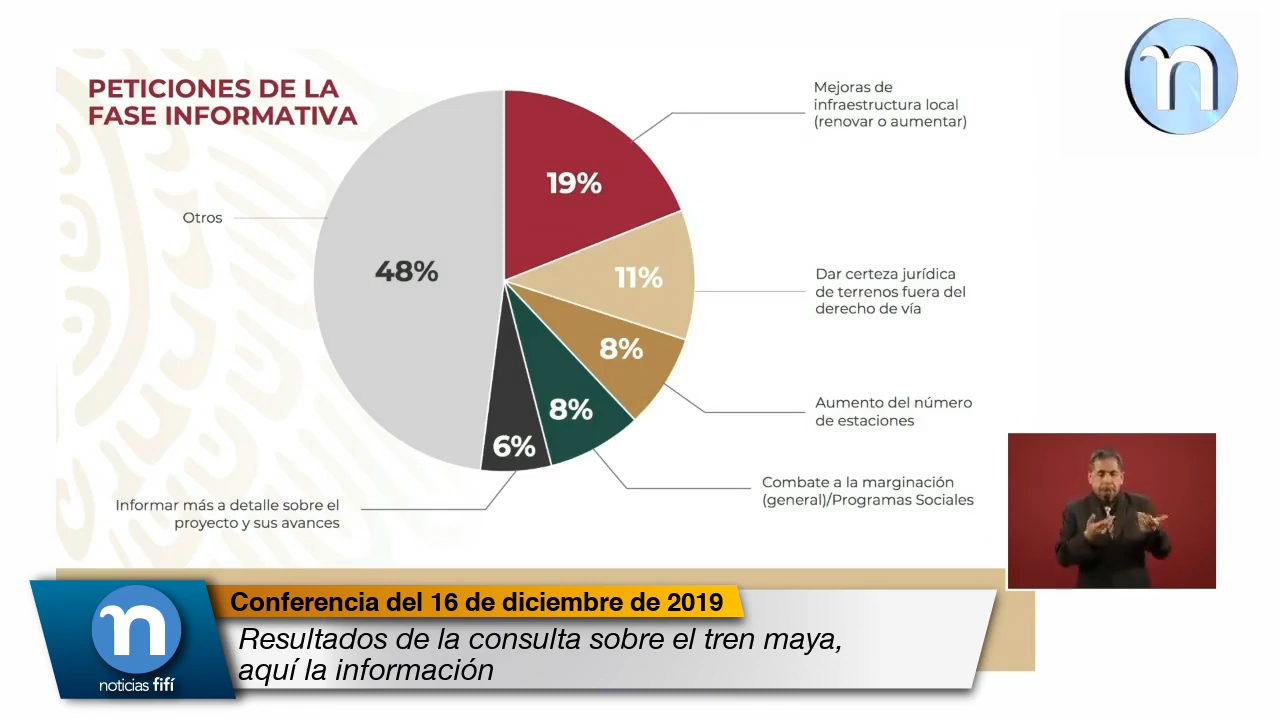 PETICIONES DE LA
FASE INFORMATIVA
Mejoras de
infraestructura local
(renovar o aumentar)
19%
Otros
48%
11%
Dar certeza jurídica
de terrenos fuera del
derecho de vía
8%
Aumento del número
de estaciones
8%
6%
Combate a la marginación
(general)/Programas Sociales
Informar más a detalle sobre el
proyecto y sus avances
n
n
noticias fifí
Conferencia del 16 de diciembre de 2019
Resultados de la consulta sobre el tren maya,
aquí la información